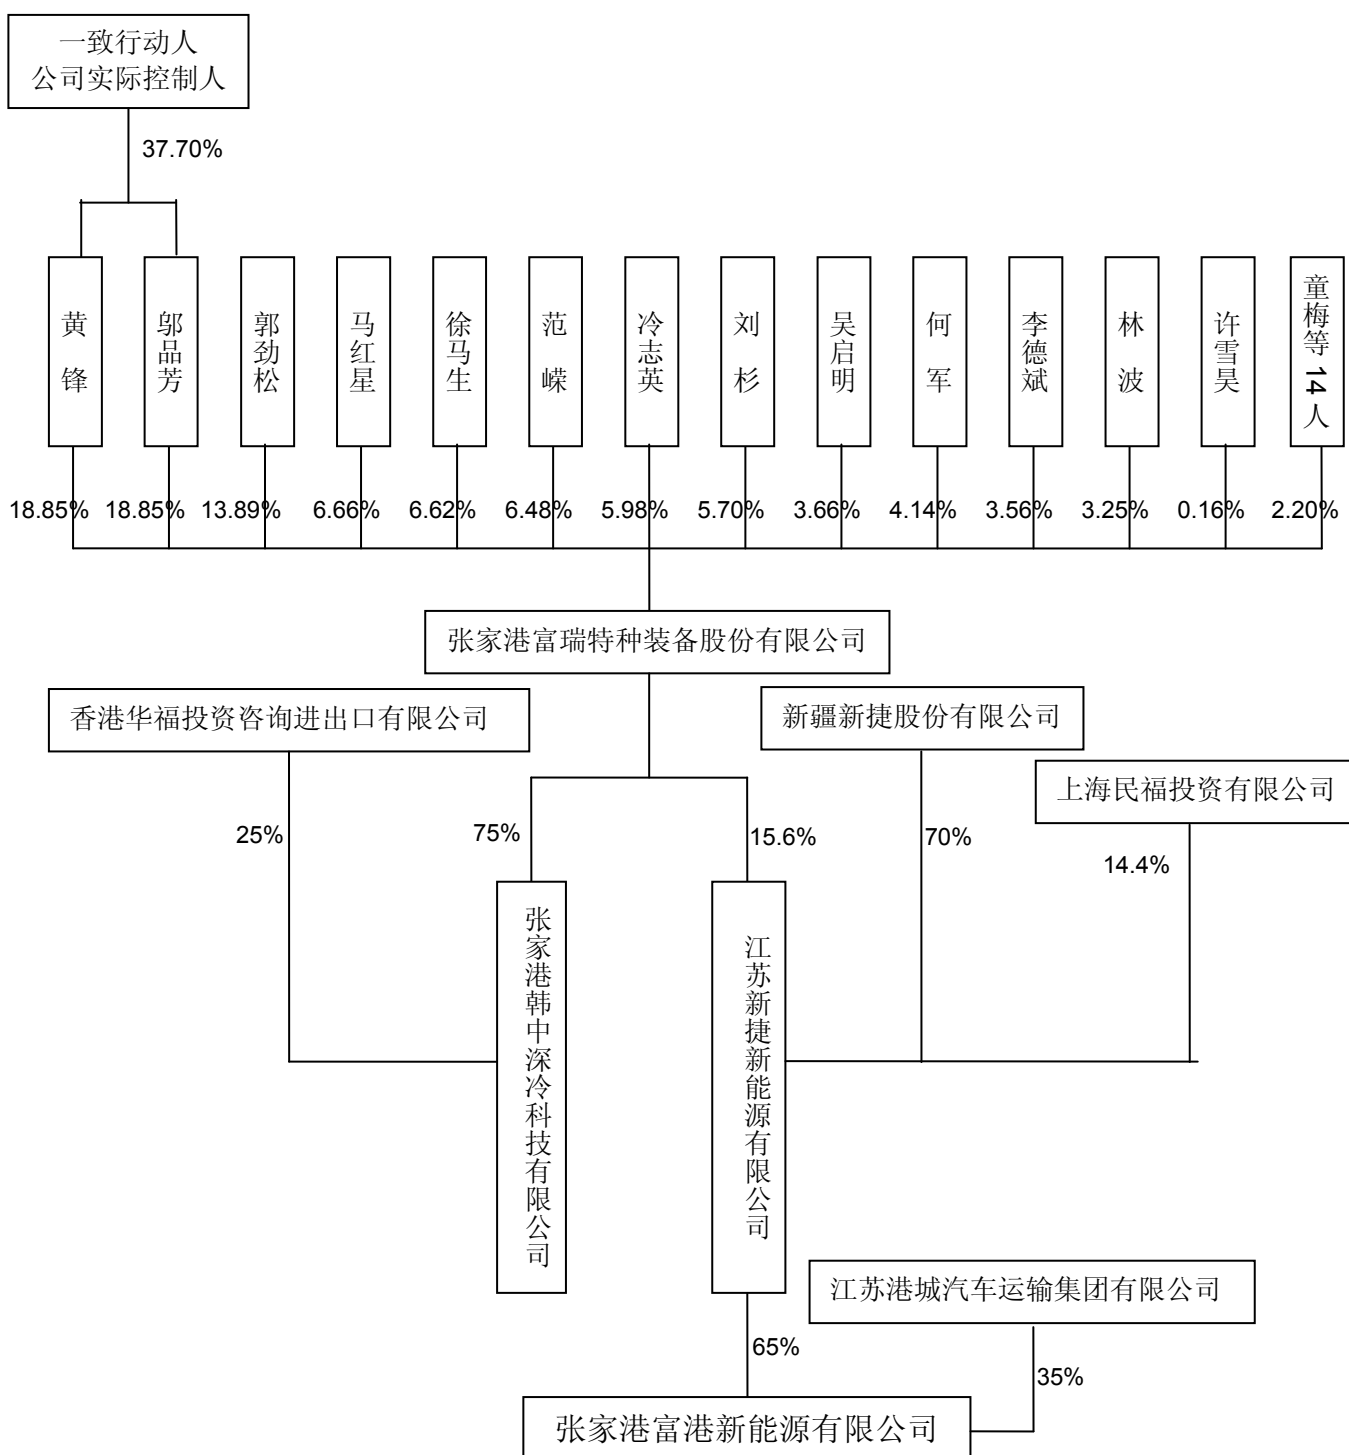 一致行动人
公司实际控制人
37.70%
黄锋
邬品芳
郭劲松
马红星
徐马生
范嵘
冷志英
刘杉
吴启明
何军
李德斌
林波
许雪昊
童梅等14人
18.85%
18.85%
13.89%
6.66%
6.62%
6.48%
5.98%
5.70%
3.66%
4.14%
3.56%
3.25%
0.16%
2.20%
张家港富瑞特种装备股份有限公司
香港华福投资咨询进出口有限公司
新疆新捷股份有限公司
上海民福投资有限公司
25%
75%
15.6%
70%
14.4%
张家港韩中深冷科技有限公司
江苏新捷新能源有限公司
江苏港城汽车运输集团有限公司
65%
35%
张家港富港新能源有限公司